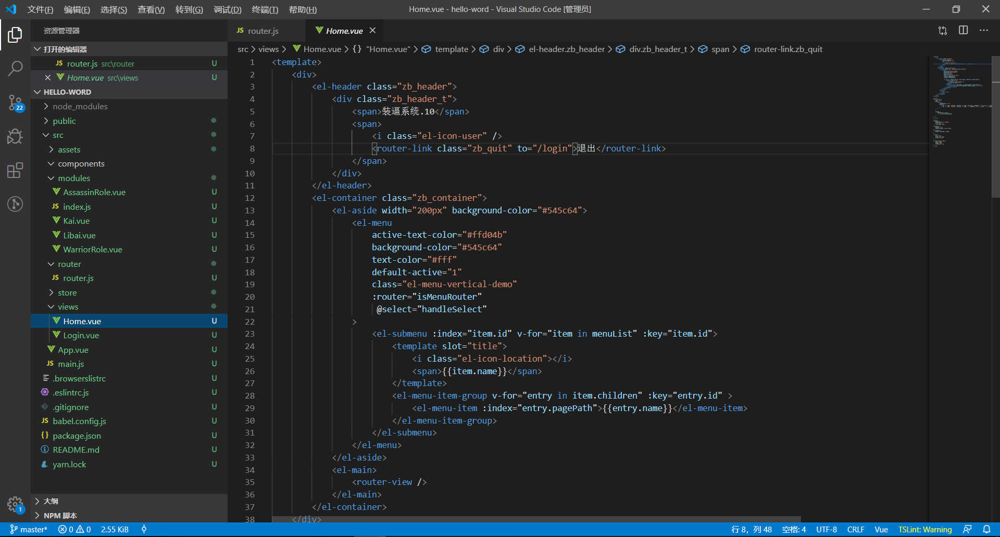 文件(F) 编辑(E) 选择(S) 查看(V) 转到(G) 调试(D) 终端(T) 帮助(H)
Home.vue - hello-word - Visual Studio Code [管理员]
资源管理器
打开的编辑器
JS router.js src\router U
Home.vue src\views U
HELLO-WORD
node_modules
public
src
assets
components
modules
AssassinRole.vue U
JS index.js U
Kai.vue U
Libai.vue U
WarriorRole.vue U
router
JS router.js U
store
views
Home.vue U
Login.vue U
App.vue U
JS main.js U
.browserslistrc U
.eslintrc.js U
.gitignore U
JS babel.config.js U
{} package.json U
README.md U
yarn.lock U
大纲
NPM 脚本
22
1
JS router.js
Home.vue
src > views > Home.vue > {} "Home.vue" > template > div > el-header.zb_header > div.zb_header_t > span > router-link.zb_quit
1 <template>
2 <div>
3 <el-header class="zb_header">
4 <div class="zb_header_t">
5 <span>装逼系统.10</span>
6 <span>
7 <i class="el-icon-user" />
8 <router-link class="zb_quit" to="/login">退出</router-link>
9 </span>
10 </div>
11 </el-header>
12 <el-container class="zb_container">
13 <el-aside width="200px" background-color="#545c64">
14 <el-menu
15 active-text-color="#ffd04b"
16 background-color="#545c64"
17 text-color="#fff"
18 default-active="1"
19 class="el-menu-vertical-demo"
20 :router="isMenuRouter"
21 @select="handleSelect"
22 >
23 <el-submenu :index="item.id" v-for="item in menuList" :key="item.id">
24 <template slot="title">
25 <i class="el-icon-location"></i>
26 <span>{{item.name}}</span>
27 </template>
28 <el-menu-item-group v-for="entry in item.children" :key="entry.id" >
29 <el-menu-item :index="entry.pagePath">{{entry.name}}</el-menu-item>
30 </el-menu-item-group>
31 </el-submenu>
32 </el-menu>
33 </el-aside>
34 <el-main>
35 <router-view />
36 </el-main>
37 </el-container>
38 </div>
master* 0 0 2.55 KiB
行 8，列 48 空格: 4 UTF-8 CRLF Vue TSLint: Warning